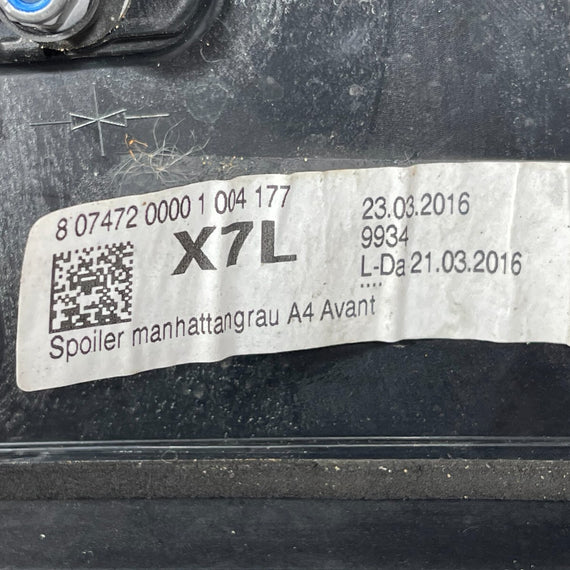 8 07472 0000 1 004 177
X7L
Spoiler manhattangrau A4 Avant
23.03.2016
9934
L-Da 21.03.2016
....